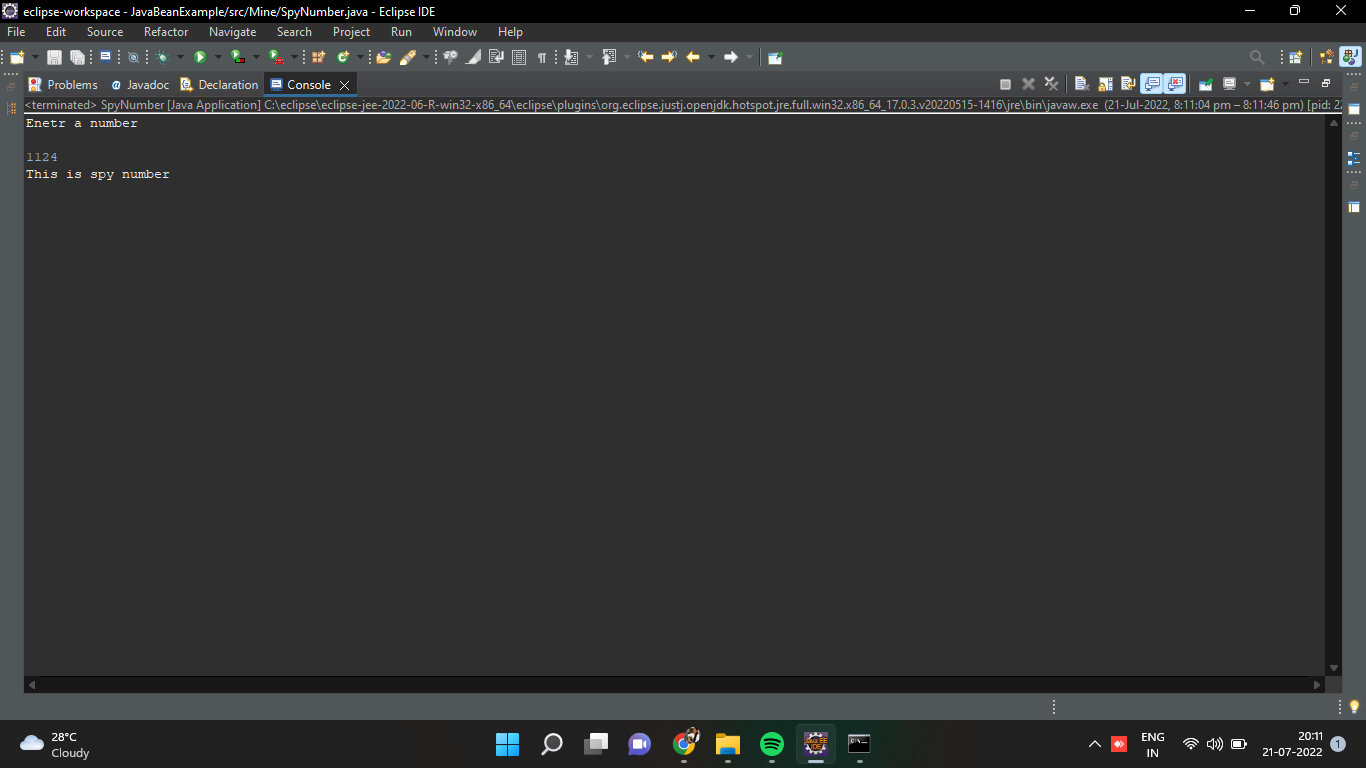 eclipse-workspace - JavaBeanExample/src/Mine/SpyNumber.java - Eclipse IDE
File Edit Source Refactor Navigate Search Project Run Window Help
Problems @ Javadoc Declaration Console
<terminated> SpyNumber [Java Application] C:\eclipse\eclipse-jee-2022-06-R-win32-x86_64\eclipse\plugins\org.eclipse.justj.openjdk.hotspot.jre.full.win32.x86_64_17.0.3.v20220515-1416\jre\bin\javaw.exe (21-Jul-2022, 8:11:04 pm – 8:11:46 pm) [pid: 22
Enetr a number
1124
This is spy number
28°C
Cloudy
JAVA EE
IDE
ENG
IN
20:11
21-07-2022
1